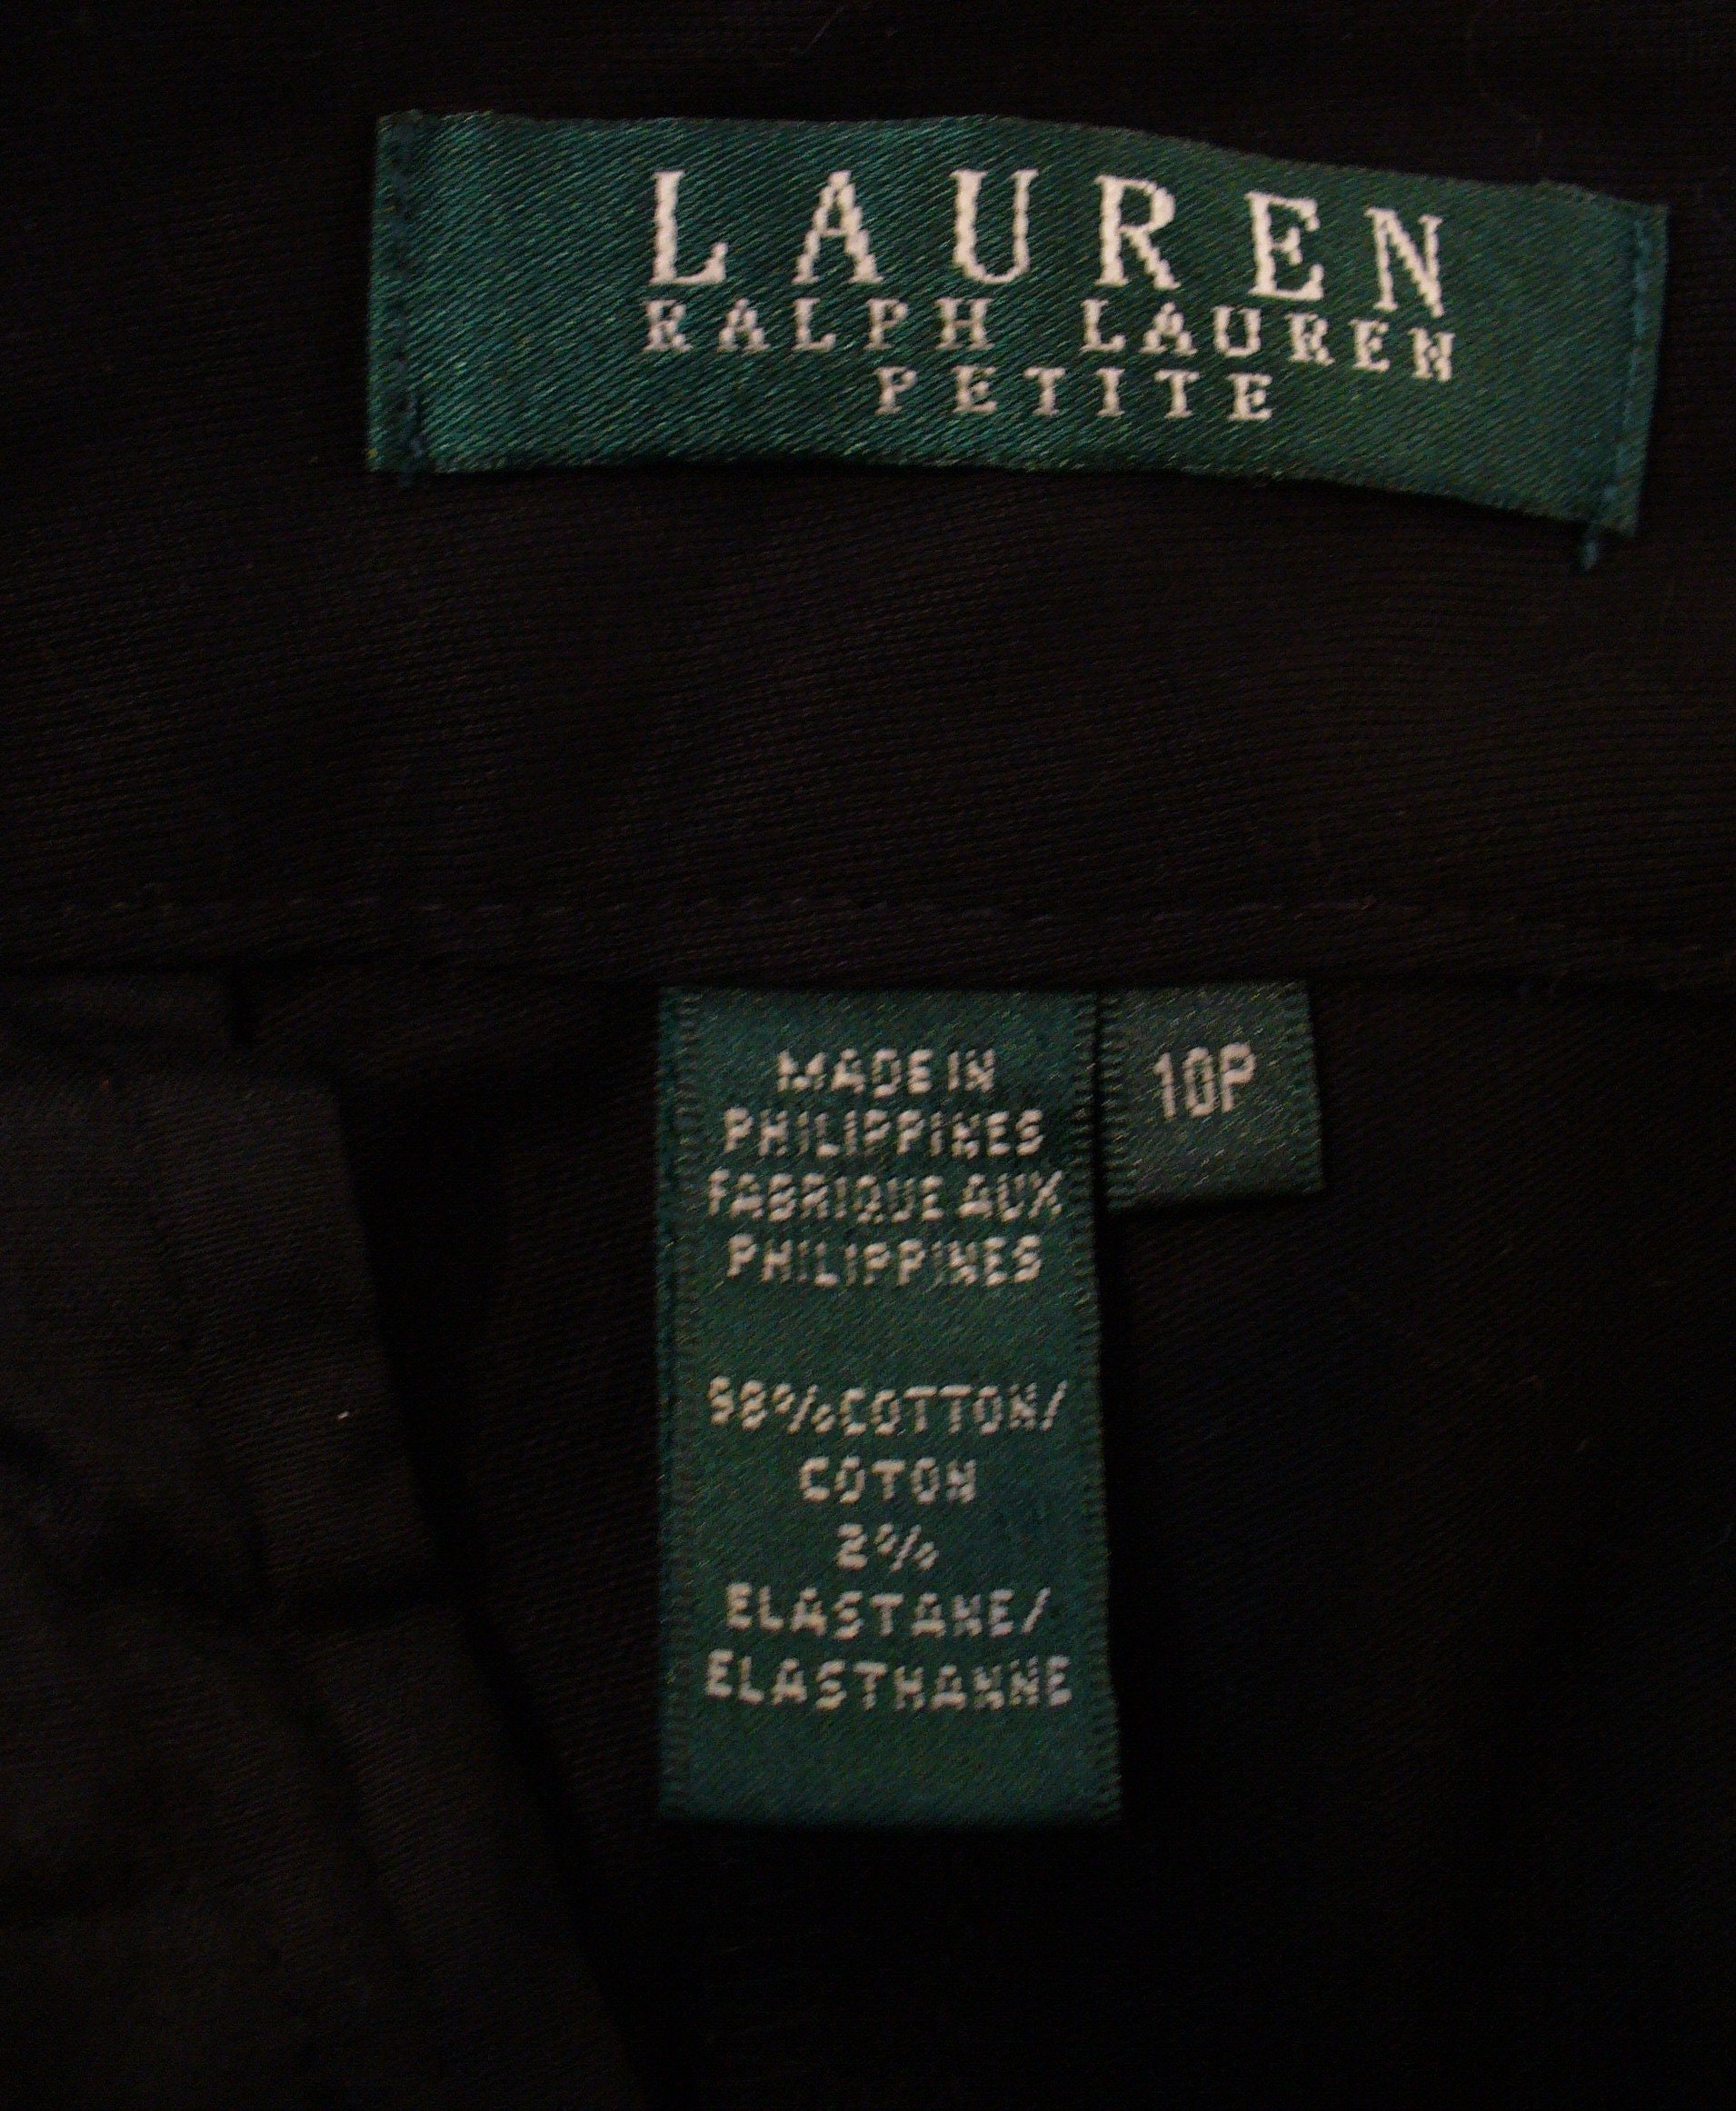 LAUREN
RALPH LAUREN
PETITE
MADE IN
PHILIPPINES
FABRIQUE AUX
PHILIPPINES
98%COTTON/
COTON
2%
ELASTANE/
ELASTHANNE
10P